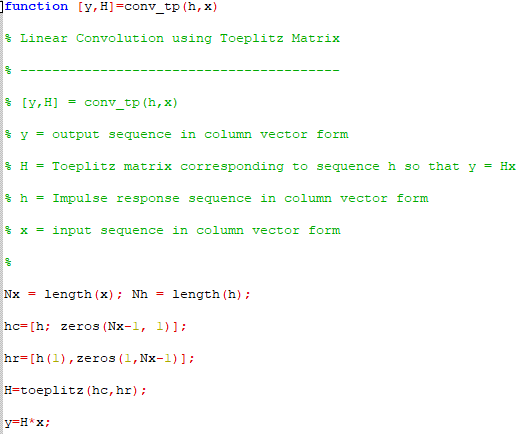 function [y,H]=conv_tp(h,x)
% Linear Convolution using Toeplitz Matrix
% ----------------------------------------
% [y,H] = conv_tp(h,x)
% y = output sequence in column vector form
% H = Toeplitz matrix corresponding to sequence h so that y = Hx
% h = Impulse response sequence in column vector form
% x = input sequence in column vector form
%
Nx = length(x); Nh = length(h);
hc=[h; zeros(Nx-1, 1)];
hr=[h(1),zeros(1,Nx-1)];
H=toeplitz(hc,hr);
y=H*x;